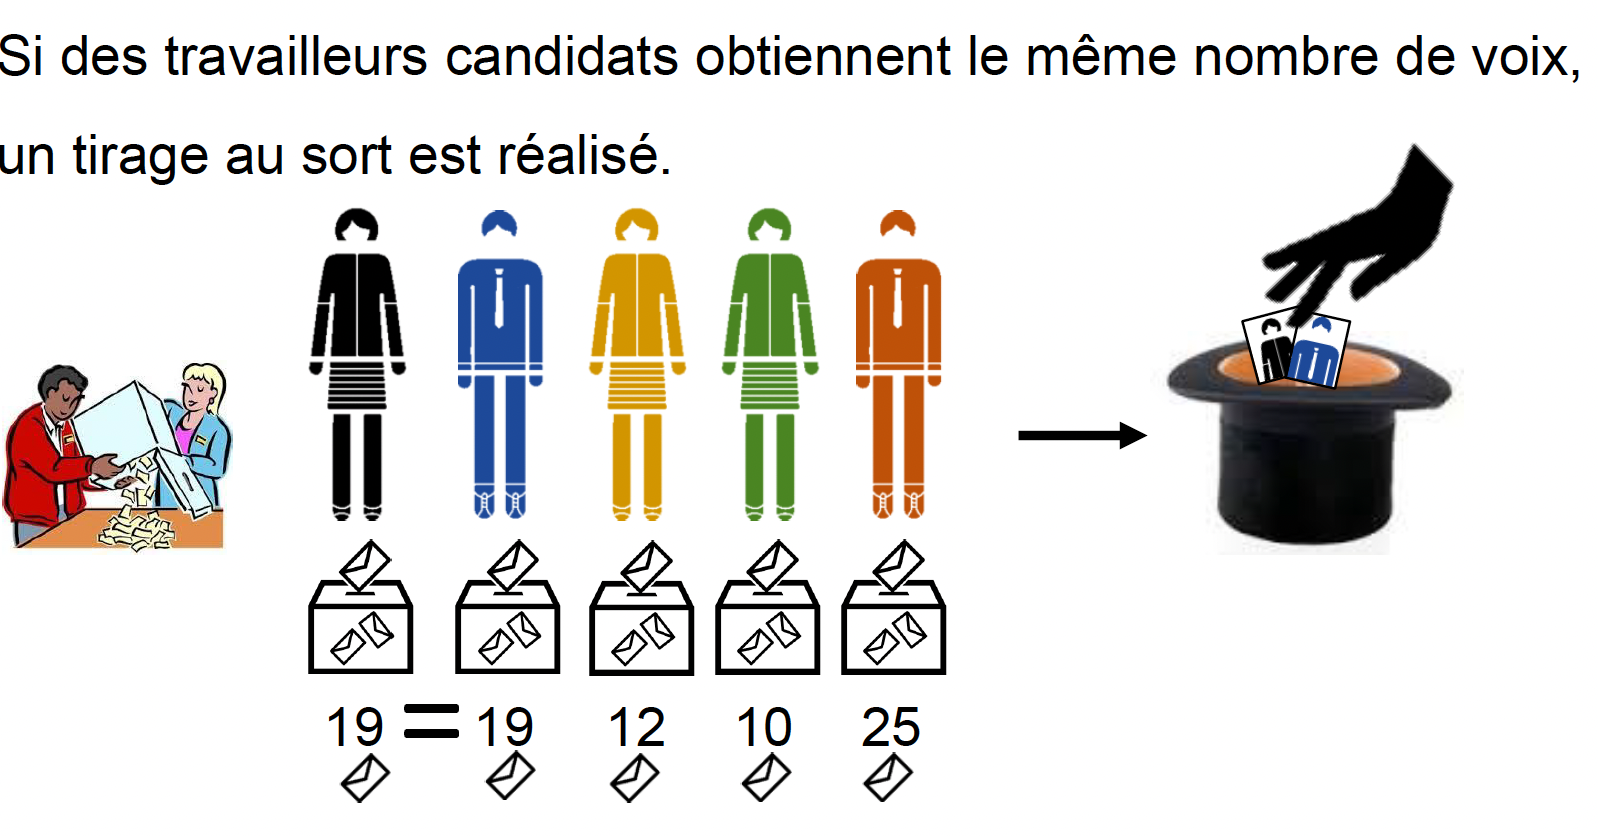 Si des travailleurs candidats obtiennent le même nombre de voix,
un tirage au sort est réalisé.
19 = 19 12 10 25